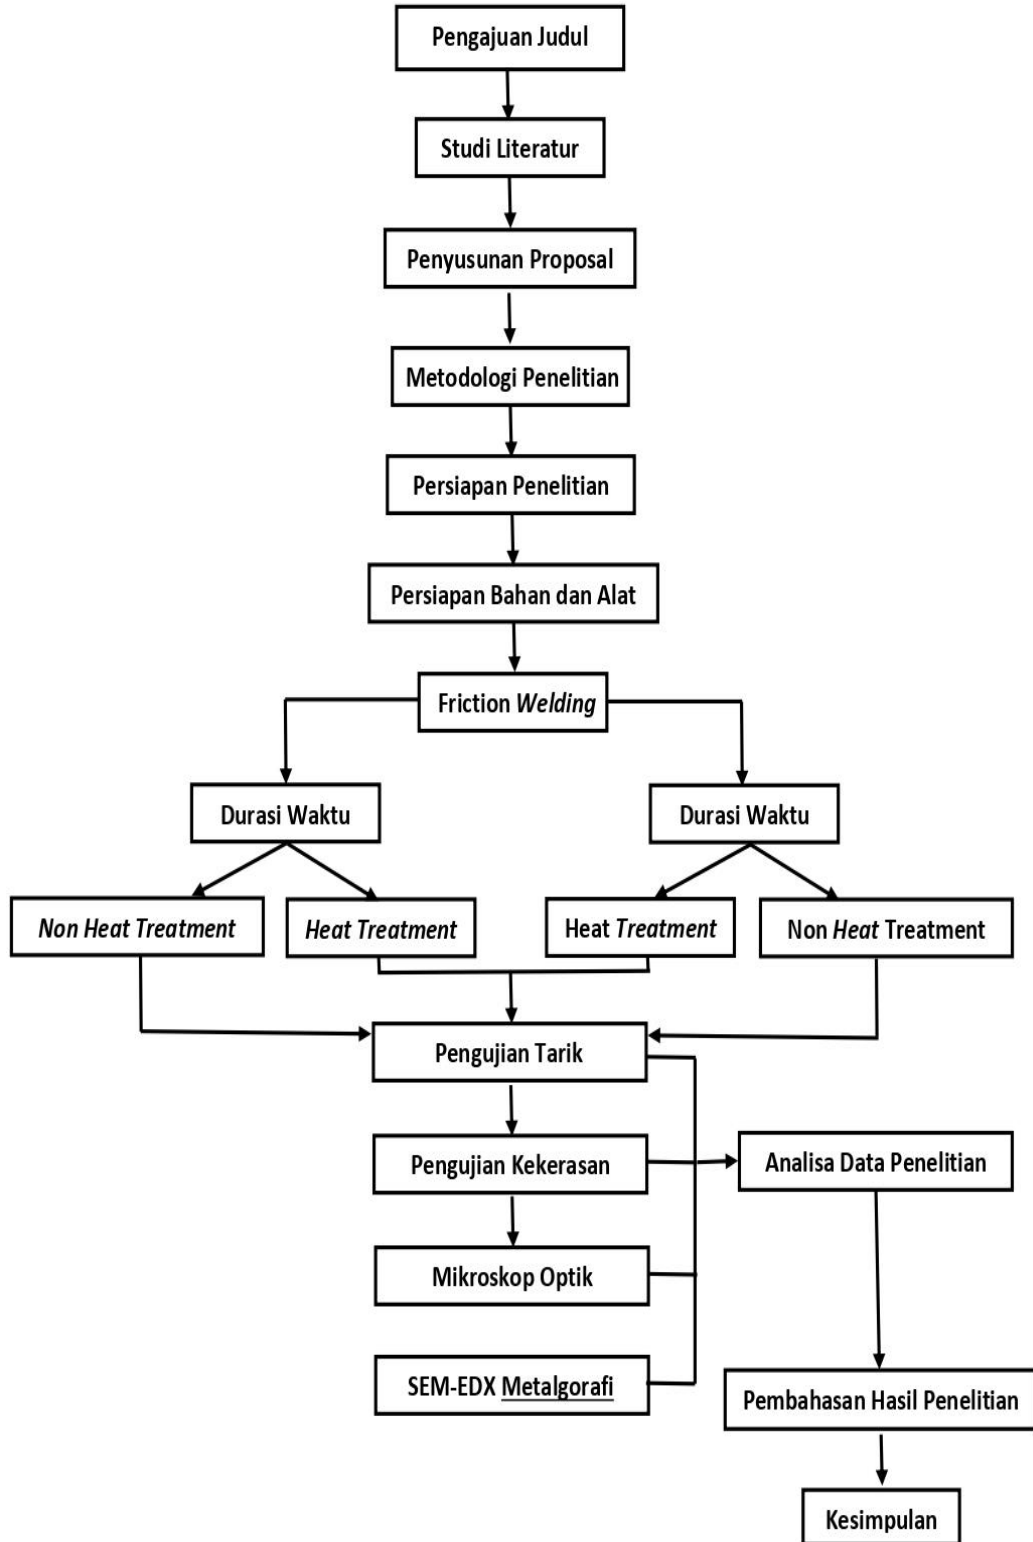 Pengajuan Judul
Studi Literatur
Penyusunan Proposal
Metodologi Penelitian
Persiapan Penelitian
Persiapan Bahan dan Alat
Friction Welding
Durasi Waktu
Durasi Waktu
Non Heat Treatment
Heat Treatment
Heat Treatment
Non Heat Treatment
Pengujian Tarik
Pengujian Kekerasan
Analisa Data Penelitian
Mikroskop Optik
SEM-EDX Metalgorafi
Pembahasan Hasil Penelitian
Kesimpulan